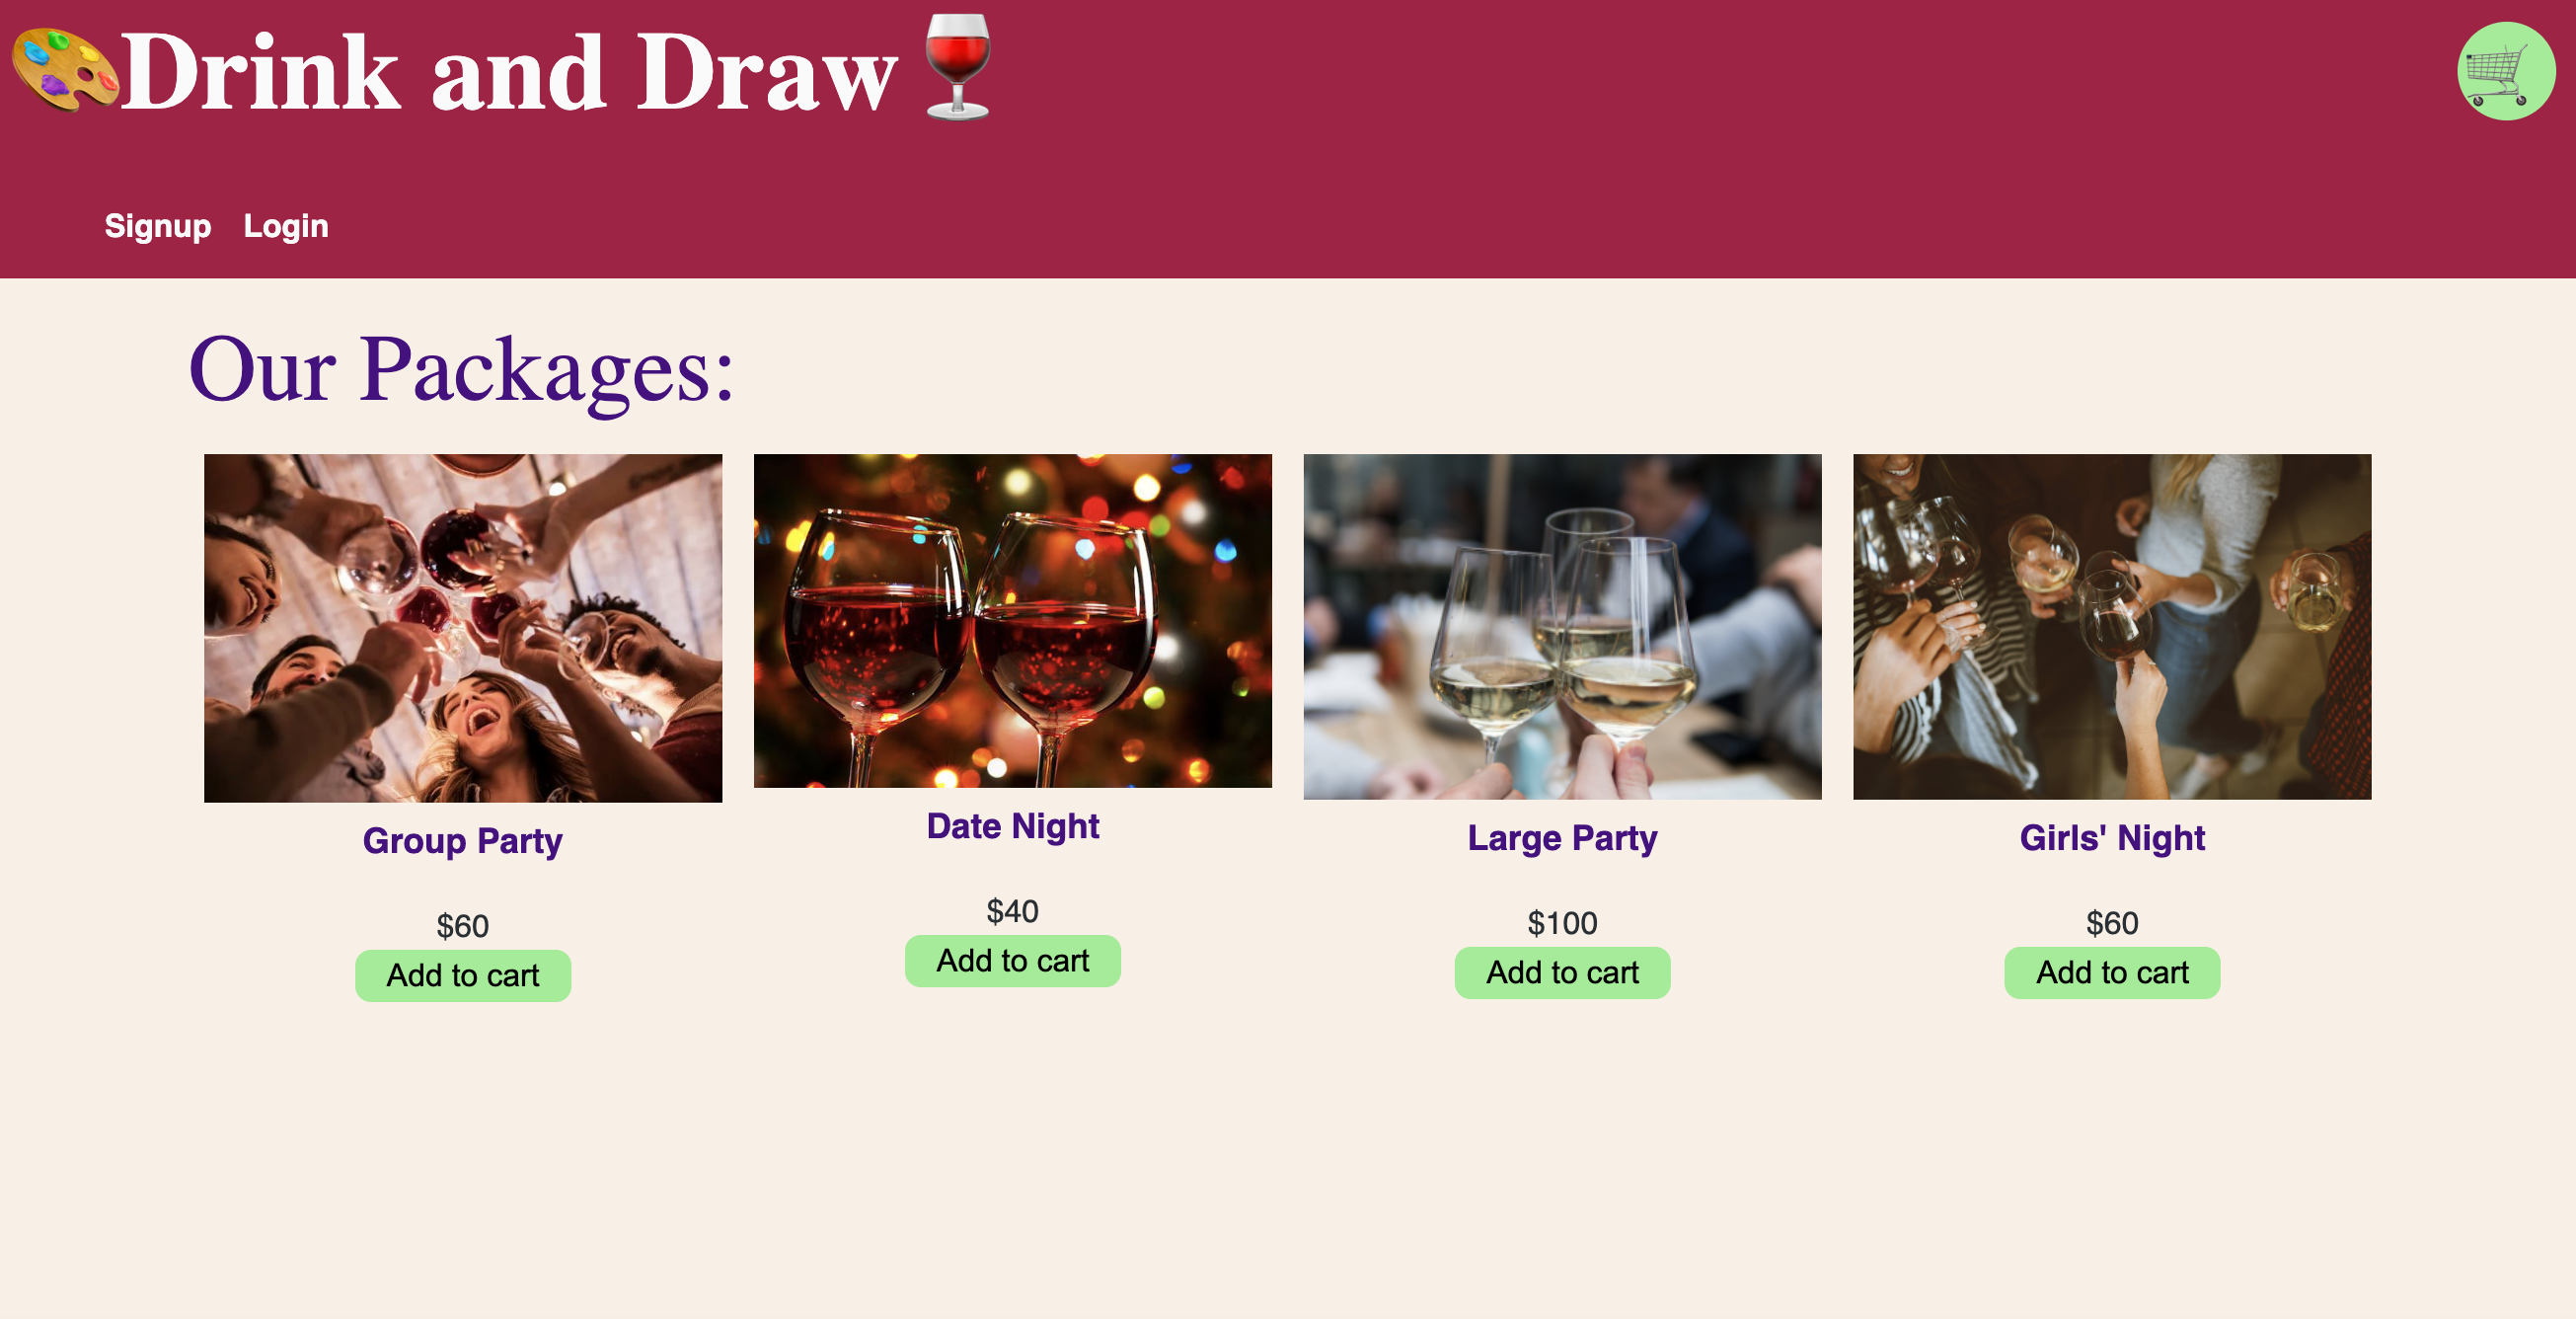 Drink and Draw
Signup Login
Our Packages:
Group Party
$60
Add to cart
Date Night
$40
Add to cart
Large Party
$100
Add to cart
Girls' Night
$60
Add to cart